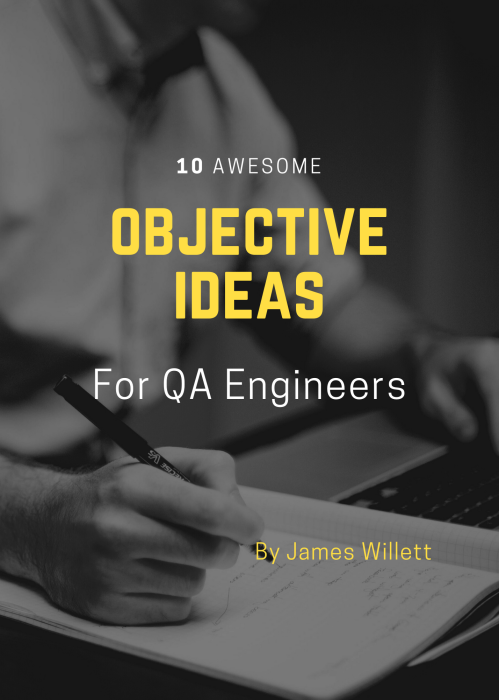 10 AWESOME
OBJECTIVE
IDEAS
For QA Engineers
By James Willett